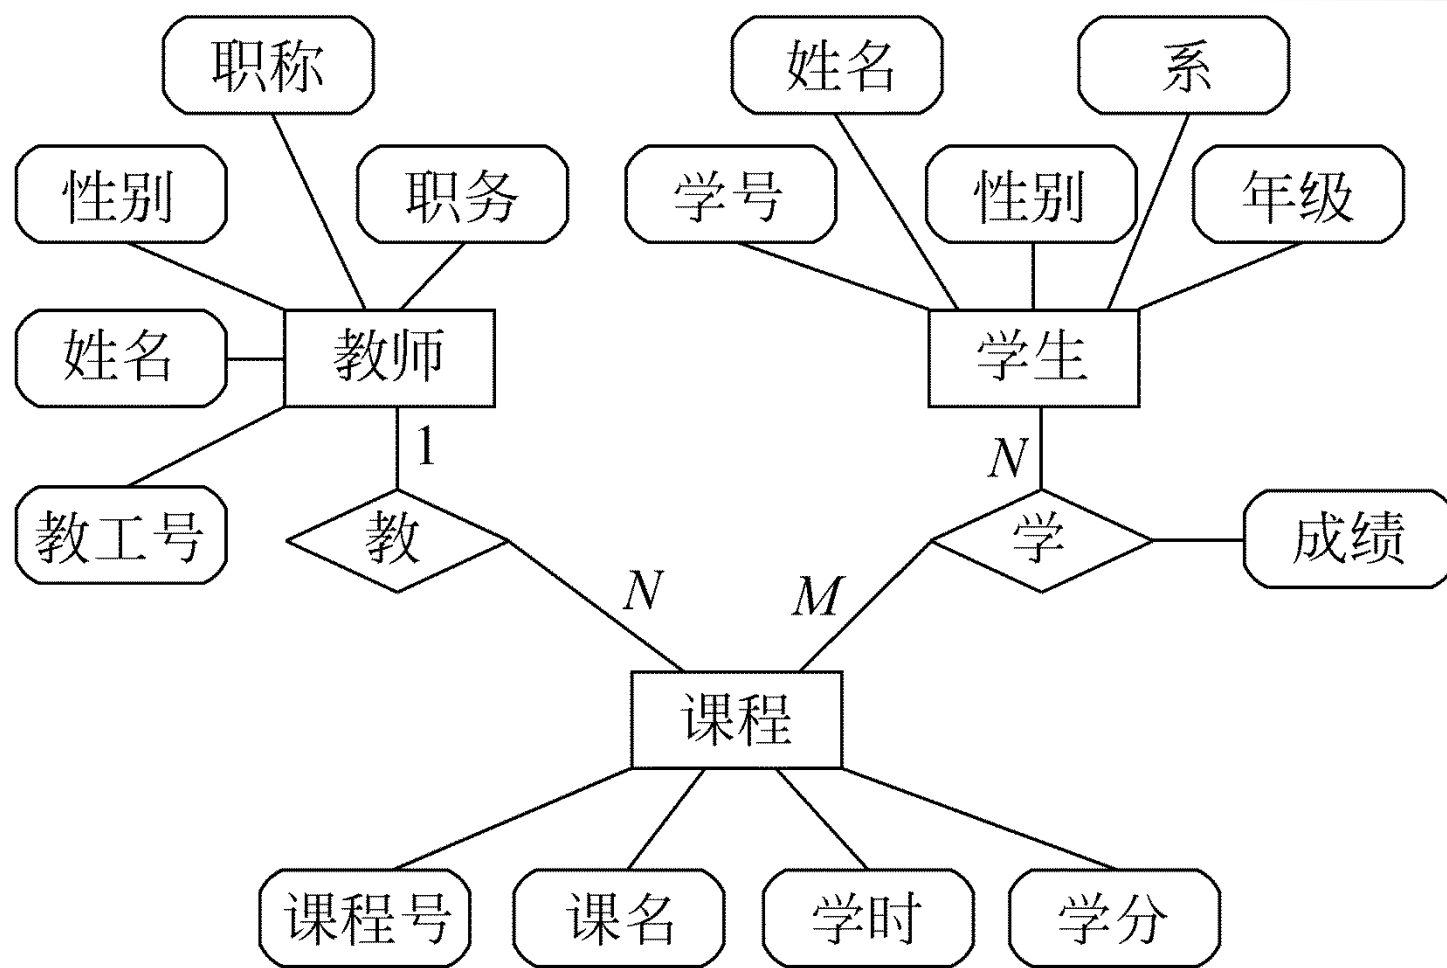 职称
姓名
系
性别
职务
学号
性别
年级
姓名
教师
学生
1
N
教工号
教
学
成绩
N
M
课程
课程号
课名
学时
学分